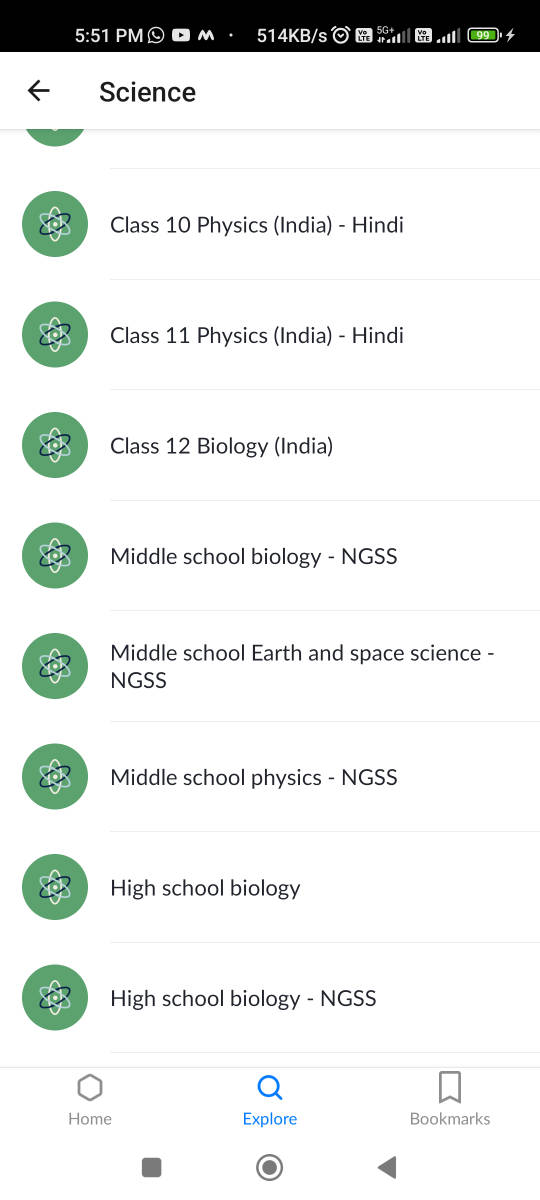 5:51 PM
514KB/s
Vo LTE
5G+
Vo LTE
99
Science
Class 10 Physics (India) - Hindi
Class 11 Physics (India) - Hindi
Class 12 Biology (India)
Middle school biology - NGSS
Middle school Earth and space science -
NGSS
Middle school physics - NGSS
High school biology
High school biology - NGSS
Home
Explore
Bookmarks